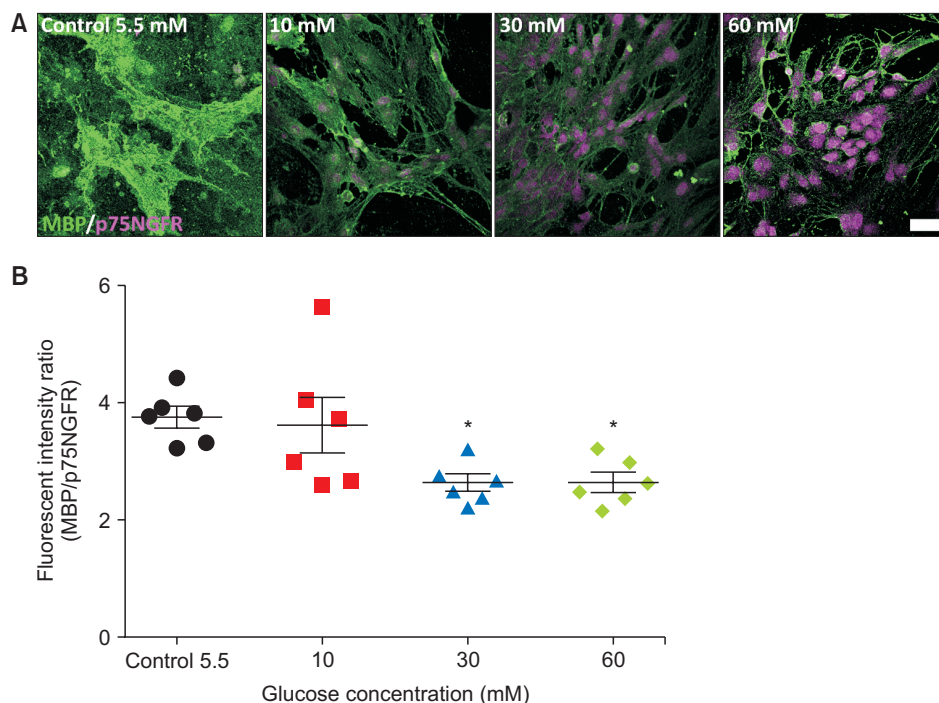 A
Control 5.5 mM
10 mM
30 mM
60 mM
MBP/p75NGFR
B
Fluorescent intensity ratio
(MBP/p75NGFR)
6
4
2
0
*
*
Control 5.5
10
30
60
Glucose concentration (mM)